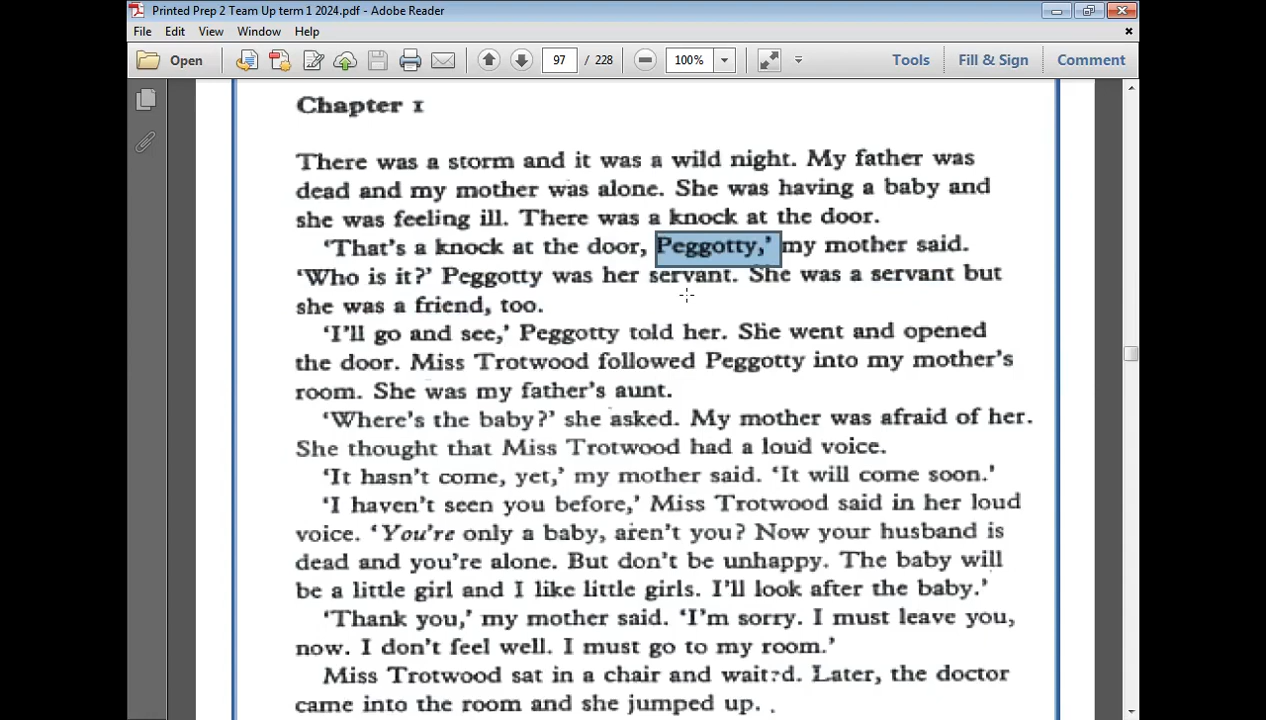 Printed Prep 2 Team Up term 1 2024.pdf - Adobe Reader
File Edit View Window Help
Open 97 / 228 100% Tools Fill & Sign Comment
Chapter 1
There was a storm and it was a wild night. My father was
dead and my mother was alone. She was having a baby and
she was feeling ill. There was a knock at the door.
‘That’s a knock at the door, Peggotty,’ my mother said.
‘Who is it?’ Peggotty was her servant. She was a servant but
she was a friend, too.
‘I’ll go and see,’ Peggotty told her. She went and opened
the door. Miss Trotwood followed Peggotty into my mother’s
room. She was my father’s aunt.
‘Where’s the baby?’ she asked. My mother was afraid of her.
She thought that Miss Trotwood had a loud voice.
‘It hasn’t come, yet,’ my mother said. ‘It will come soon.’
‘I haven’t seen you before,’ Miss Trotwood said in her loud
voice. ‘You’re only a baby, aren’t you? Now your husband is
dead and you’re alone. But don’t be unhappy. The baby will
be a little girl and I like little girls. I’ll look after the baby.’
‘Thank you,’ my mother said. ‘I’m sorry. I must leave you,
now. I don’t feel well. I must go to my room.’
Miss Trotwood sat in a chair and waited. Later, the doctor
came into the room and she jumped up.